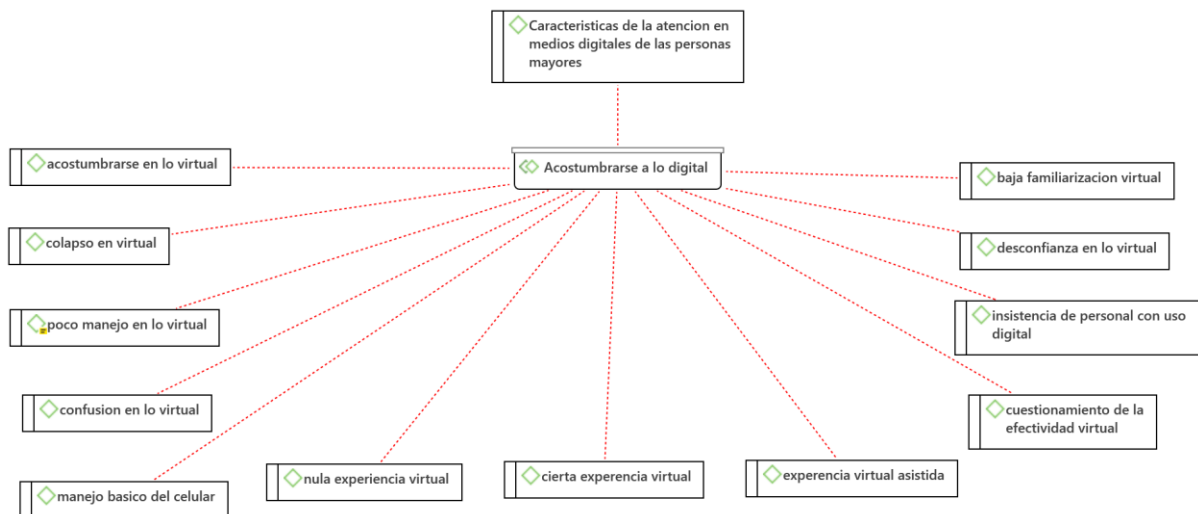 Caracteristicas de la atencion en
medios digitales de las personas
mayores
acostumbrarse en lo virtual
Acostumbrarse a lo digital
baja familiarizacion virtual
colapso en virtual
desconfianza en lo virtual
poco manejo en lo virtual
insistencia de personal con uso
digital
confusion en lo virtual
cuestionamiento de la
efectividad virtual
nula experiencia virtual
cierta experencia virtual
experencia virtual asistida
manejo basico del celular